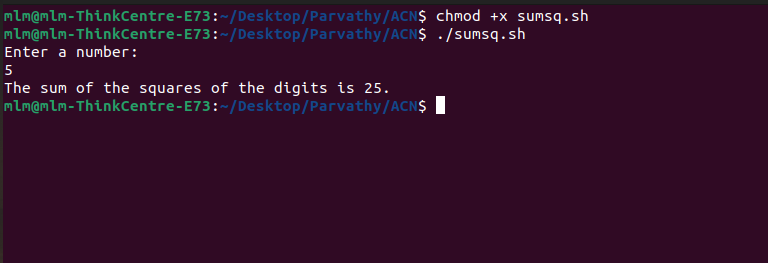 mlm@mlm-ThinkCentre-E73:~/Desktop/Parvathy/ACN$ chmod +x sumsq.sh
mlm@mlm-ThinkCentre-E73:~/Desktop/Parvathy/ACN$ ./sumsq.sh
Enter a number:
5
The sum of the squares of the digits is 25.
mlm@mlm-ThinkCentre-E73:~/Desktop/Parvathy/ACN$